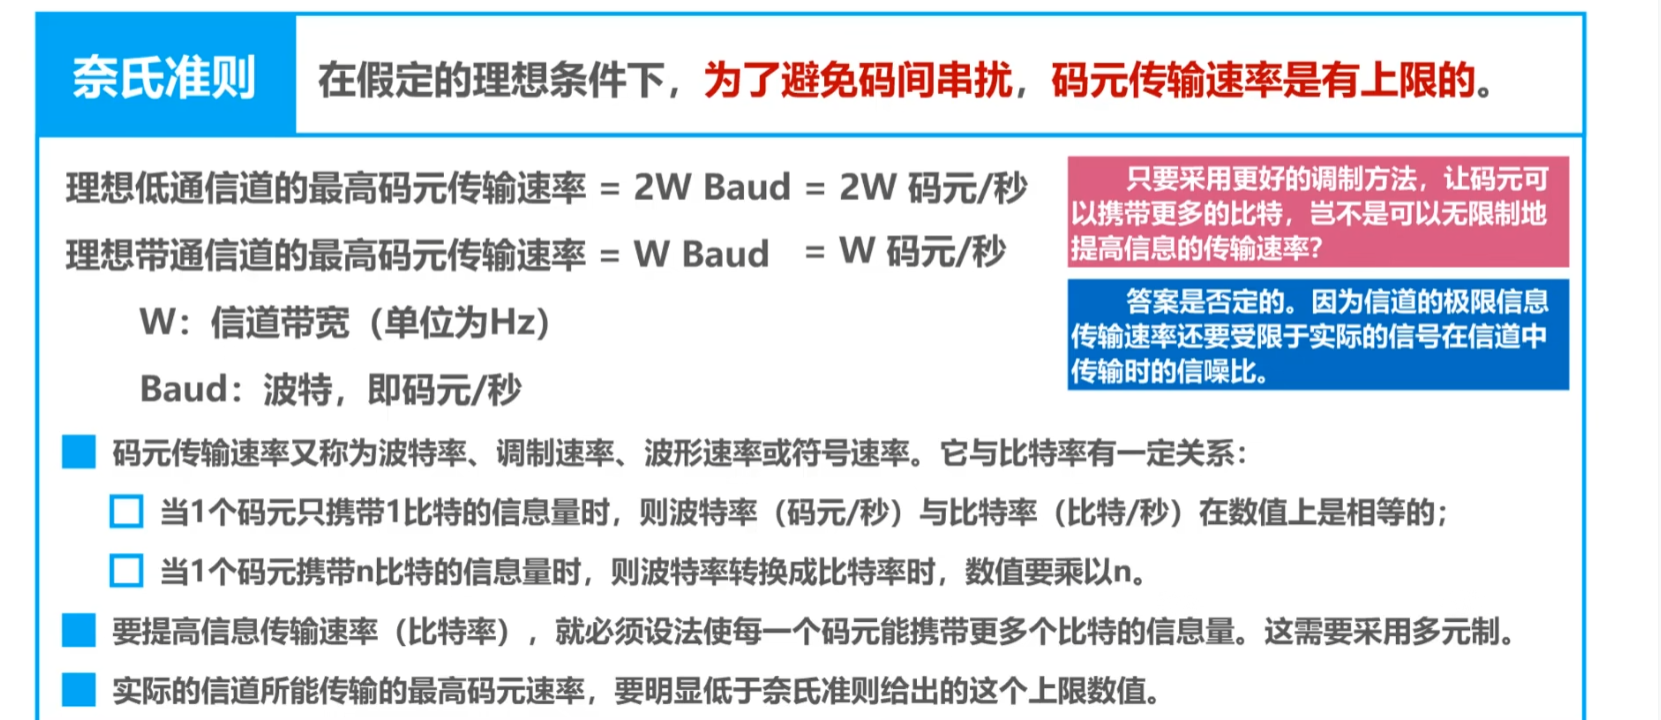 奈氏准则
在假定的理想条件下，为了避免码间串扰，码元传输速率是有上限的。
理想低通信道的最高码元传输速率 = 2W Baud = 2W 码元/秒
理想带通信道的最高码元传输速率 = W Baud = W 码元/秒
W：信道带宽（单位为Hz）
Baud：波特，即码元/秒
只要采用更好的调制方法，让码元可
以携带更多的比特，岂不是可以无限制地
提高信息的传输速率？
答案是否定的。因为信道的极限信息
传输速率还要受限于实际的信号在信道中
传输时的信噪比。
码元传输速率又称为波特率、调制速率、波形速率或符号速率。它与比特率有一定关系：
当1个码元只携带1比特的信息量时，则波特率（码元/秒）与比特率（比特/秒）在数值上是相等的；
当1个码元携带n比特的信息量时，则波特率转换成比特率时，数值要乘以n。
要提高信息传输速率（比特率），就必须设法使每一个码元能携带更多个比特的信息量。这需要采用多元制。
实际的信道所能传输的最高码元速率，要明显低于奈氏准则给出的这个上限数值。